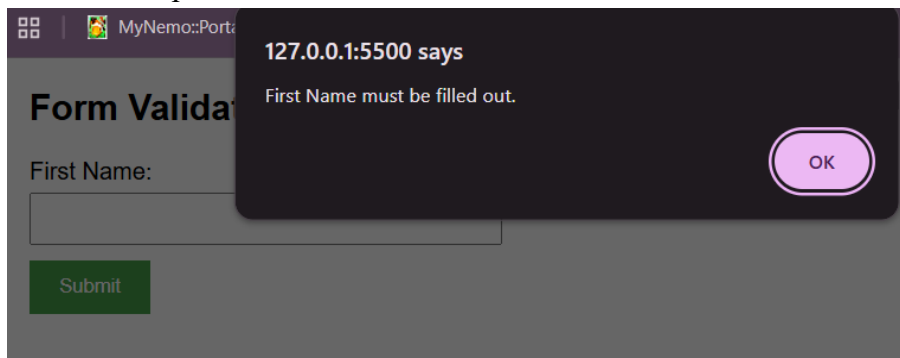 MyNemo::Porta
127.0.0.1:5500 says
First Name must be filled out.
OK
Form Valida
First Name:
Submit